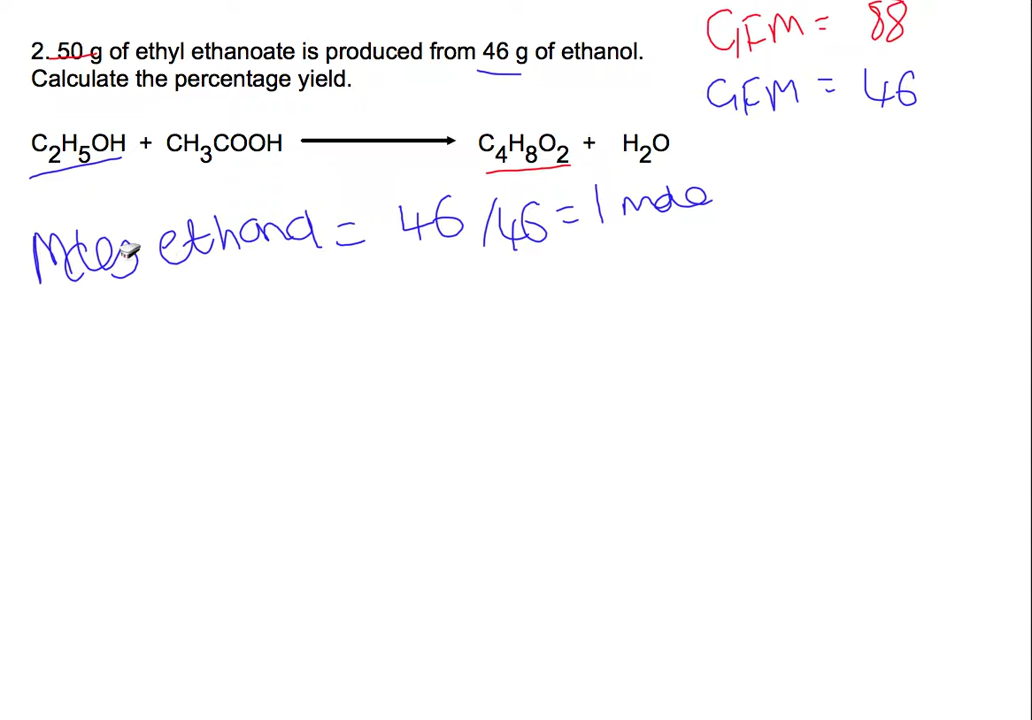 2. 50 g of ethyl ethanoate is produced from 46 g of ethanol.
Calculate the percentage yield.
GFM = 88
GFM = 46
C2H5OH + CH3COOH → C4H8O2 + H2O
Moles ethanol = 46 / 46 = 1 mole